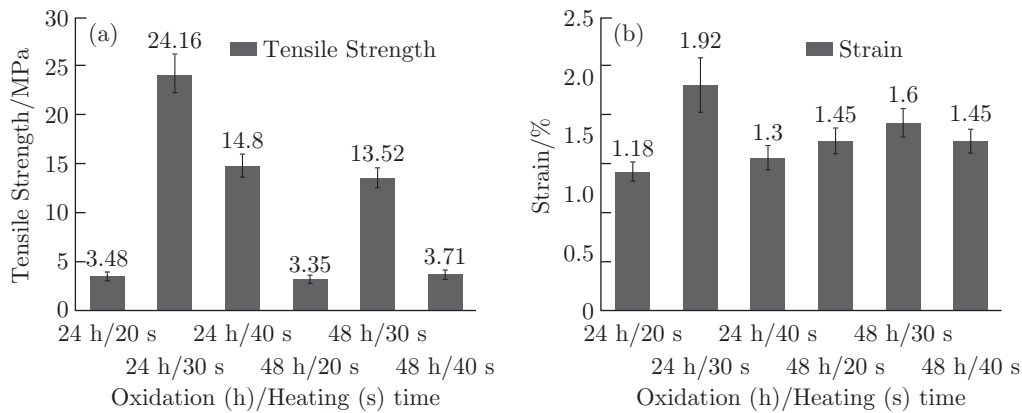 (a)
Tensile Strength
Tensile Strength/MPa
30
25
20
15
10
5
0
3.48
24.16
14.8
3.35
13.52
3.71
24 h/20 s
24 h/30 s
24 h/40 s
48 h/20 s
48 h/30 s
48 h/40 s
Oxidation (h)/Heating (s) time
(b)
Strain
Strain/%
2.5
2.0
1.5
1.0
0.5
0
1.18
1.92
1.3
1.45
1.6
1.45
24 h/20 s
24 h/30 s
24 h/40 s
48 h/20 s
48 h/30 s
48 h/40 s
Oxidation (h)/Heating (s) time